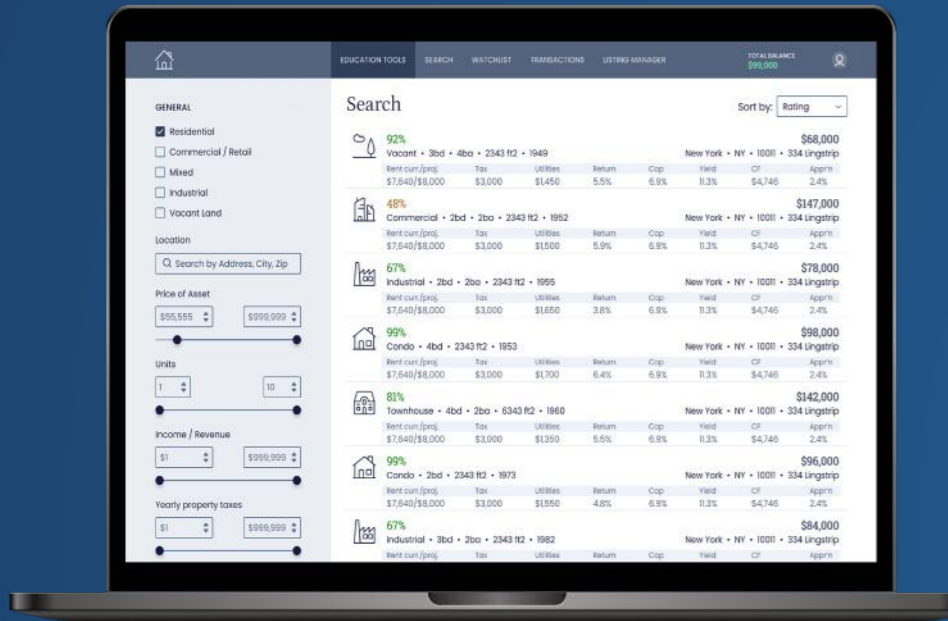 EDUCATION TOOLS SEARCH WATCHLIST TRANSACTIONS LISTING MANAGER
TOTAL BALANCE
$99,000
GENERAL
Residential
Commercial / Retail
Mixed
Industrial
Vacant Land
Location
Search by Address, City, Zip
Price of Asset
$55,555 $999,999
Units
1 10
Income / Revenue
$1 $999,999
Yearly property taxes
$1 $999,999
Search
Sort by: Rating
92% $68,000
Vacant • 3bd • 4ba • 2343 ft2 • 1949 New York • NY • 10011 • 334 Lingstrip
Rent curr./proj. Tax Utilities Return Cap Yield CF Appr'n
$7,640/$8,000 $3,000 $1,450 5.5% 6.9% 11.3% $4,746 2.4%
48% $147,000
Commercial • 2bd • 2ba • 2343 ft2 • 1952 New York • NY • 10011 • 334 Lingstrip
Rent curr./proj. Tax Utilities Return Cap Yield CF Appr'n
$7,640/$8,000 $3,000 $1,500 5.9% 6.9% 11.3% $4,746 2.4%
67% $78,000
Industrial • 2bd • 2ba • 2343 ft2 • 1955 New York • NY • 10011 • 334 Lingstrip
Rent curr./proj. Tax Utilities Return Cap Yield CF Appr'n
$7,640/$8,000 $3,000 $1,650 3.8% 6.9% 11.3% $4,746 2.4%
99% $98,000
Condo • 4bd • 2343 ft2 • 1953 New York • NY • 10011 • 334 Lingstrip
Rent curr./proj. Tax Utilities Return Cap Yield CF Appr'n
$7,640/$8,000 $3,000 $1,700 6.4% 6.9% 11.3% $4,746 2.4%
81% $142,000
Townhouse • 4bd • 2ba • 6343 ft2 • 1960 New York • NY • 10011 • 334 Lingstrip
Rent curr./proj. Tax Utilities Return Cap Yield CF Appr'n
$7,640/$8,000 $3,000 $1,350 5.5% 6.9% 11.3% $4,746 2.4%
99% $96,000
Condo • 2bd • 2343 ft2 • 1973 New York • NY • 10011 • 334 Lingstrip
Rent curr./proj. Tax Utilities Return Cap Yield CF Appr'n
$7,640/$8,000 $3,000 $1,550 4.8% 6.9% 11.3% $4,746 2.4%
67% $84,000
Industrial • 3bd • 2ba • 2343 ft2 • 1982 New York • NY • 10011 • 334 Lingstrip
Rent curr./proj. Tax Utilities Return Cap Yield CF Appr'n